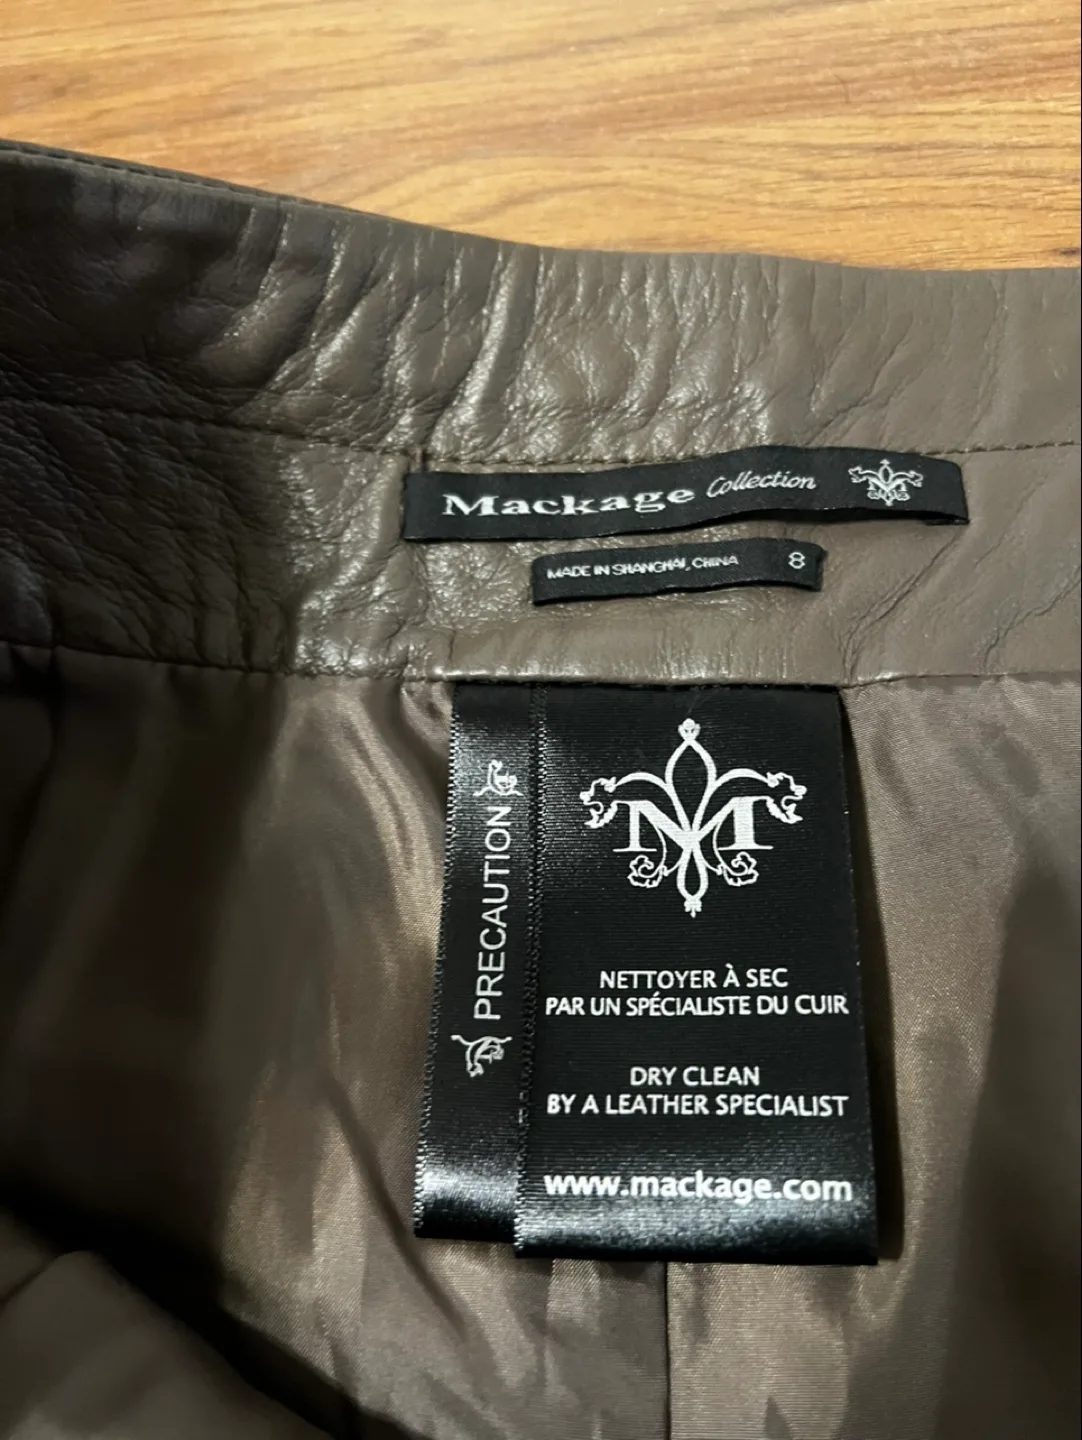 Mackage Collection
MADE IN SHANGHAI, CHINA 8
PRECAUTION
M
NETTOYER À SEC
PAR UN SPÉCIALISTE DU CUIR
DRY CLEAN
BY A LEATHER SPECIALIST
www.mackage.com